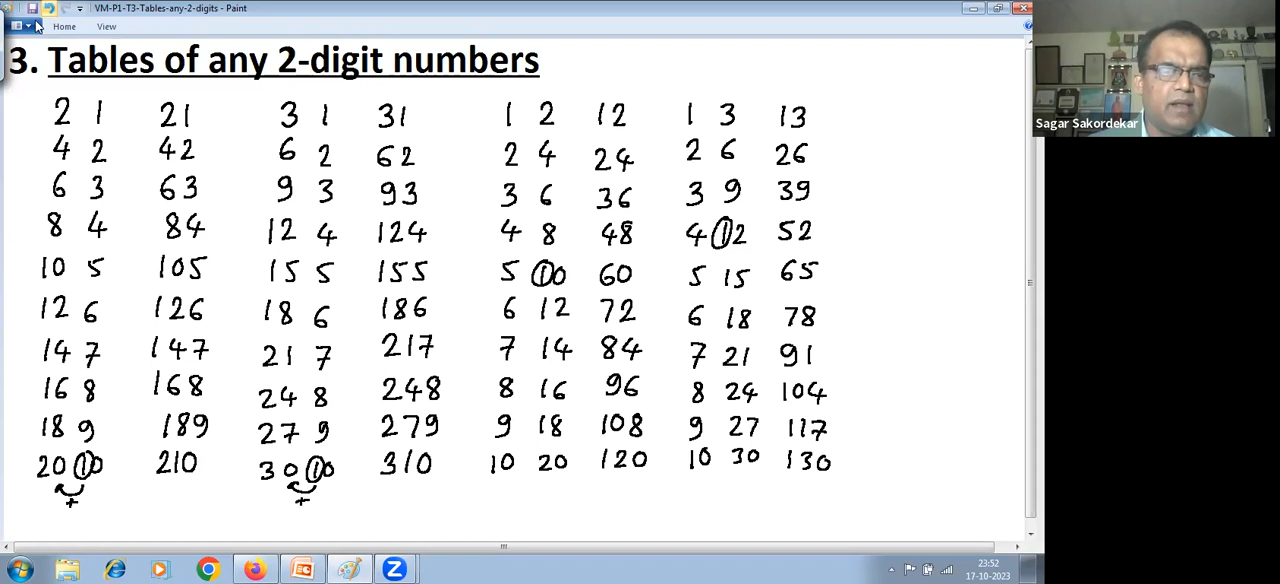 VM-P1-T3-Tables-any-2-digits - Paint
Home View
3. Tables of any 2-digit numbers
Sagar Sakordekar
2 1 21 3 1 31 1 2 12 1 3 13
4 2 42 6 2 62 2 4 24 2 6 26
6 3 63 9 3 93 3 6 36 3 9 39
8 4 84 12 4 124 4 8 48 4 12 52
10 5 105 15 5 155 5 10 60 5 15 65
12 6 126 18 6 186 6 12 72 6 18 78
14 7 147 21 7 217 7 14 84 7 21 91
16 8 168 24 8 248 8 16 96 8 24 104
18 9 189 27 9 279 9 18 108 9 27 117
20 10 210 30 10 310 10 20 120 10 30 130
+ +
23:52
17-10-2023